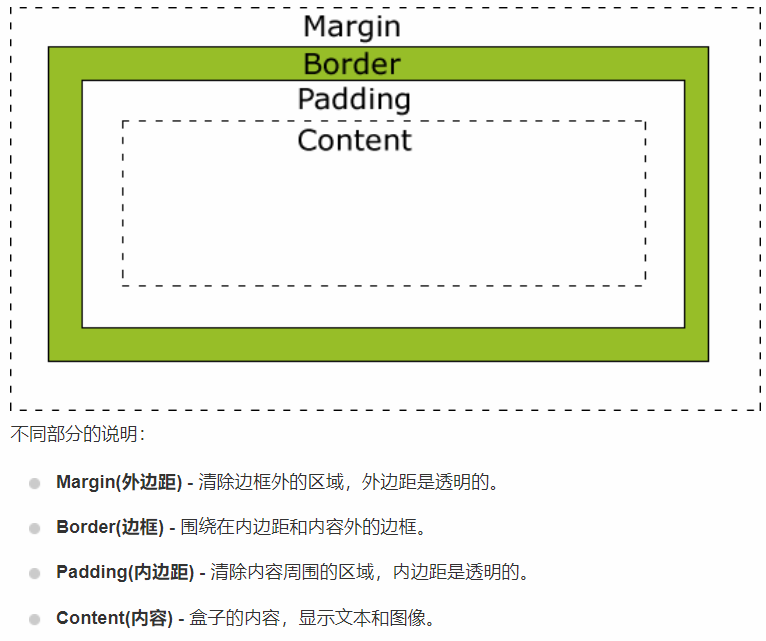 Margin
Border
Padding
Content
不同部分的说明：
Margin(外边距) - 清除边框外的区域，外边距是透明的。
Border(边框) - 围绕在内边距和内容外的边框。
Padding(内边距) - 清除内容周围的区域，内边距是透明的。
Content(内容) - 盒子的内容，显示文本和图像。